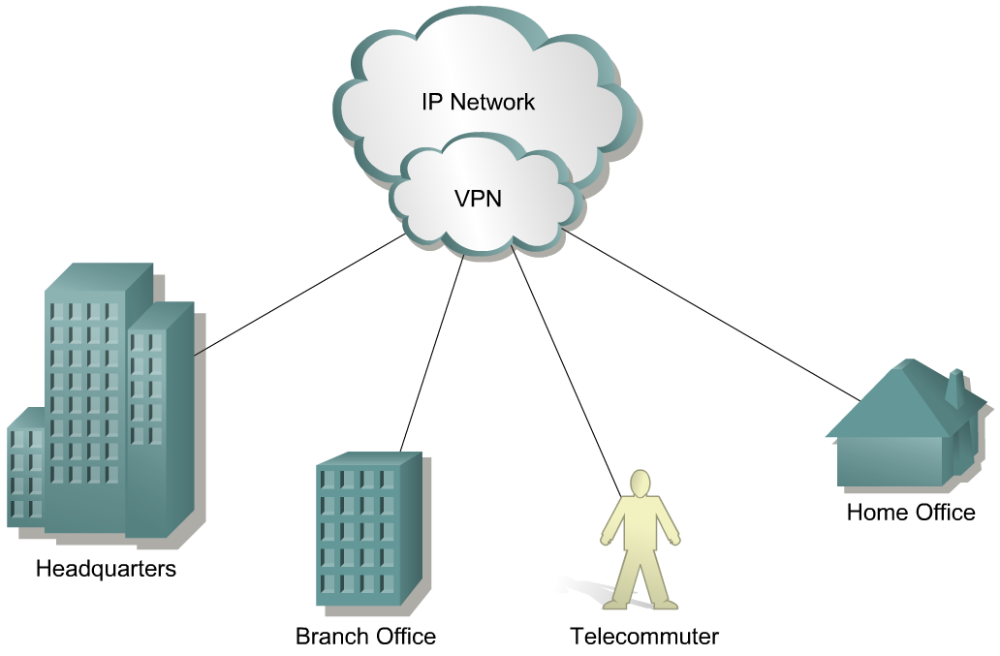 IP Network
VPN
Headquarters
Branch Office
Telecommuter
Home Office